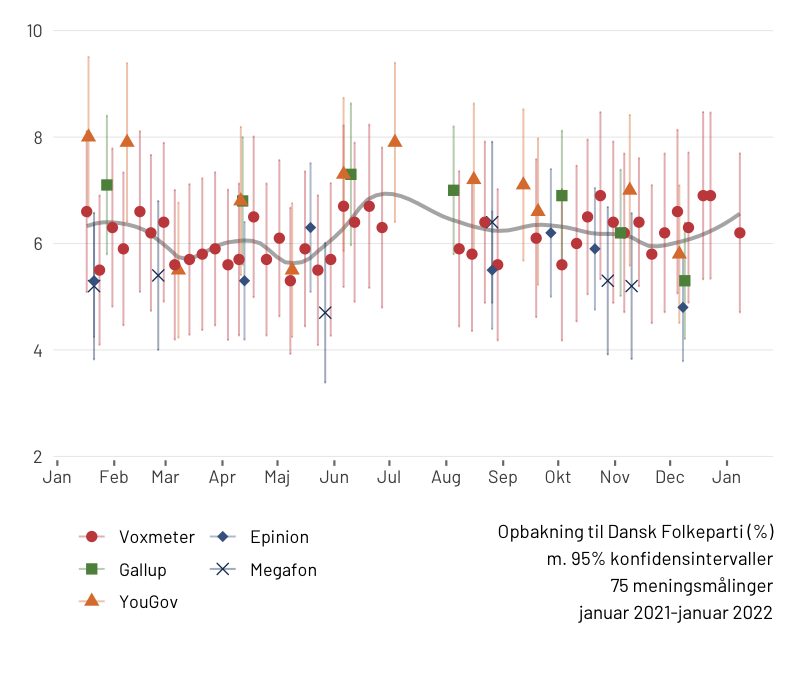 10
8
6
4
2
Jan Feb Mar Apr Maj Jun Jul Aug Sep Okt Nov Dec Jan
Voxmeter Epinion
Gallup Megafon
YouGov
Opbakning til Dansk Folkeparti (%)
m. 95% konfidensintervaller
75 meningsmålinger
januar 2021-januar 2022